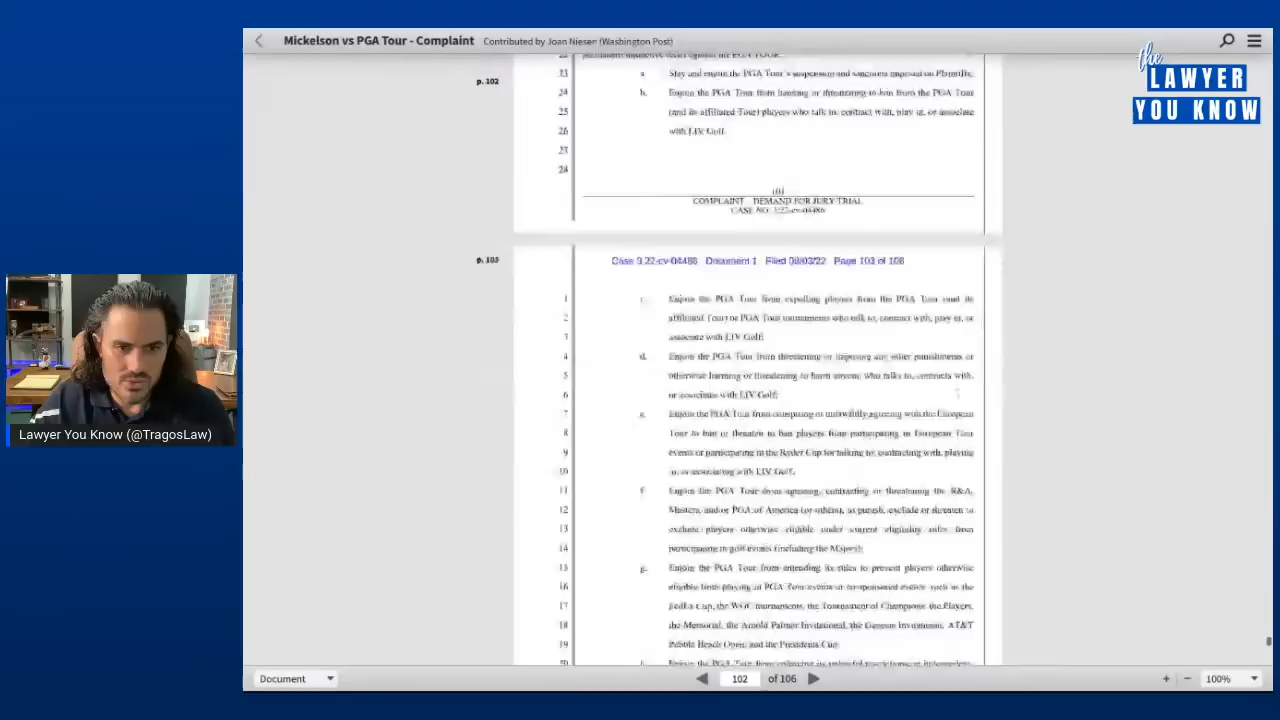 Mickelson vs PGA Tour - Complaint Contributed by Joan Niesen (Washington Post)
the
LAWYER
YOU KNOW
p. 102
23 a. Stay and enjoin the PGA Tour's suspension and sanctions imposed on Plaintiffs,
24 b. Enjoin the PGA Tour from banning or threatening to ban from the PGA Tour
25 (and its affiliated Tour) players who talk to, contract with, play in, or associate
26 with LIV Golf.
COMPLAINT DEMAND FOR JURY TRIAL
p. 103
Document 1 Filed 08/03/22 Page 103 of
1 Enjoin the PGA Tour from expelling players from the PGA Tour
2 affiliated Tour) or PGA Tour tournaments who talk to, contract with, play in, or
3 associate with LIV Golf;
4 d. Enjoin the PGA Tour from threatening or imposing any other punishments or
5 otherwise harming or threatening to harm anyone who talks to, contracts with,
6 or associates with LIV Golf;
7 e. Enjoin the PGA Tour from conspiring or unlawfully agreeing with the European
8 Tour to ban or threaten to ban players from participating in European Tour
9 events or participating in the Ryder Cup for talking to, contracting with, playing
10 in, or associating with LIV Golf;
11 f. Enjoin the PGA Tour from agreeing, contracting or threatening the R&A,
12 Masters, and/or PGA of America (or others), to punish, exclude or threaten to
13 exclude players otherwise eligible under current eligibility rules from
14 participating in golf events (including the Majors);
15 g. Enjoin the PGA Tour from amending its rules to prevent players otherwise
16 eligible from playing in PGA Tour events or co-sponsored events such as the
17 FedEx Cup, the WGC tournaments, the Tournament of Champions, the Players,
18 the Memorial, the Arnold Palmer Invitational, the Genesis Invitational, AT&T
19 Pebble Beach Open, and the Presidents Cup
Lawyer You Know (@TragosLaw)
Document 102 of 106 + − 100%